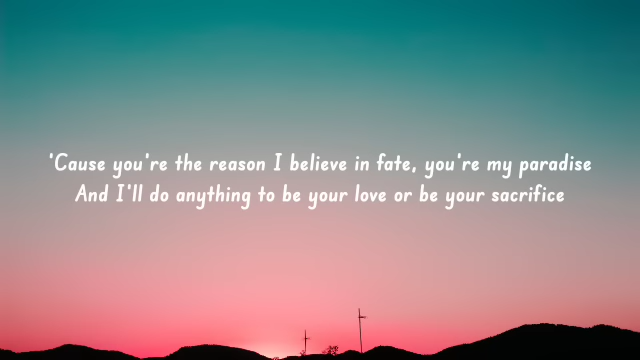 'Cause you're the reason I believe in fate, you're my paradise
And I'll do anything to be your love or be your sacrifice